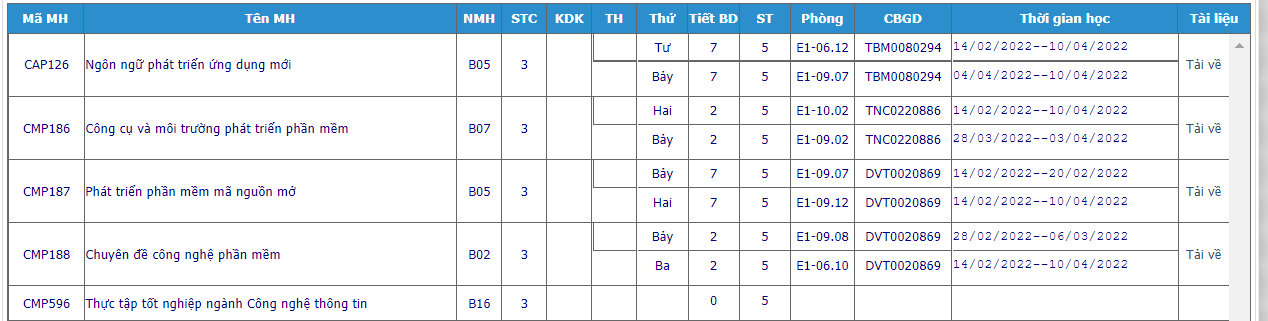 Mã MH Tên MH NMH STC KDK TH Thứ Tiết BD ST Phòng CBGD Thời gian học Tài liệu
CAP126 Ngôn ngữ phát triển ứng dụng mới B05 3 Tư 7 5 E1-06.12 TBM0080294 14/02/2022--10/04/2022 Tải về
Bảy 7 5 E1-09.07 TBM0080294 04/04/2022--10/04/2022
CMP186 Công cụ và môi trường phát triển phần mềm B07 3 Hai 2 5 E1-10.02 TNC0220886 14/02/2022--10/04/2022 Tải về
Bảy 2 5 E1-09.02 TNC0220886 28/03/2022--03/04/2022
CMP187 Phát triển phần mềm mã nguồn mở B05 3 Bảy 7 5 E1-09.07 DVT0020869 14/02/2022--20/02/2022 Tải về
Hai 7 5 E1-09.12 DVT0020869 14/02/2022--10/04/2022
CMP188 Chuyên đề công nghệ phần mềm B02 3 Bảy 2 5 E1-09.08 DVT0020869 28/02/2022--06/03/2022 Tải về
Ba 2 5 E1-06.10 DVT0020869 14/02/2022--10/04/2022
CMP596 Thực tập tốt nghiệp ngành Công nghệ thông tin B16 3 0 5